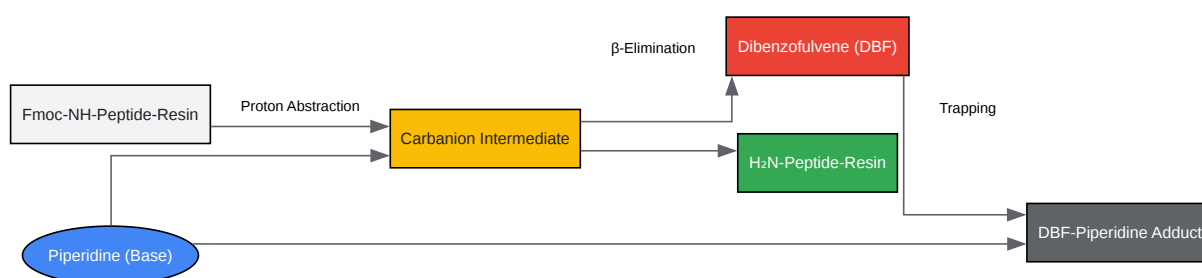 β-Elimination
Dibenzofulvene (DBF)
Fmoc-NH-Peptide-Resin
Proton Abstraction
Trapping
Carbanion Intermediate
H₂N-Peptide-Resin
Piperidine (Base)
DBF-Piperidine Adduct